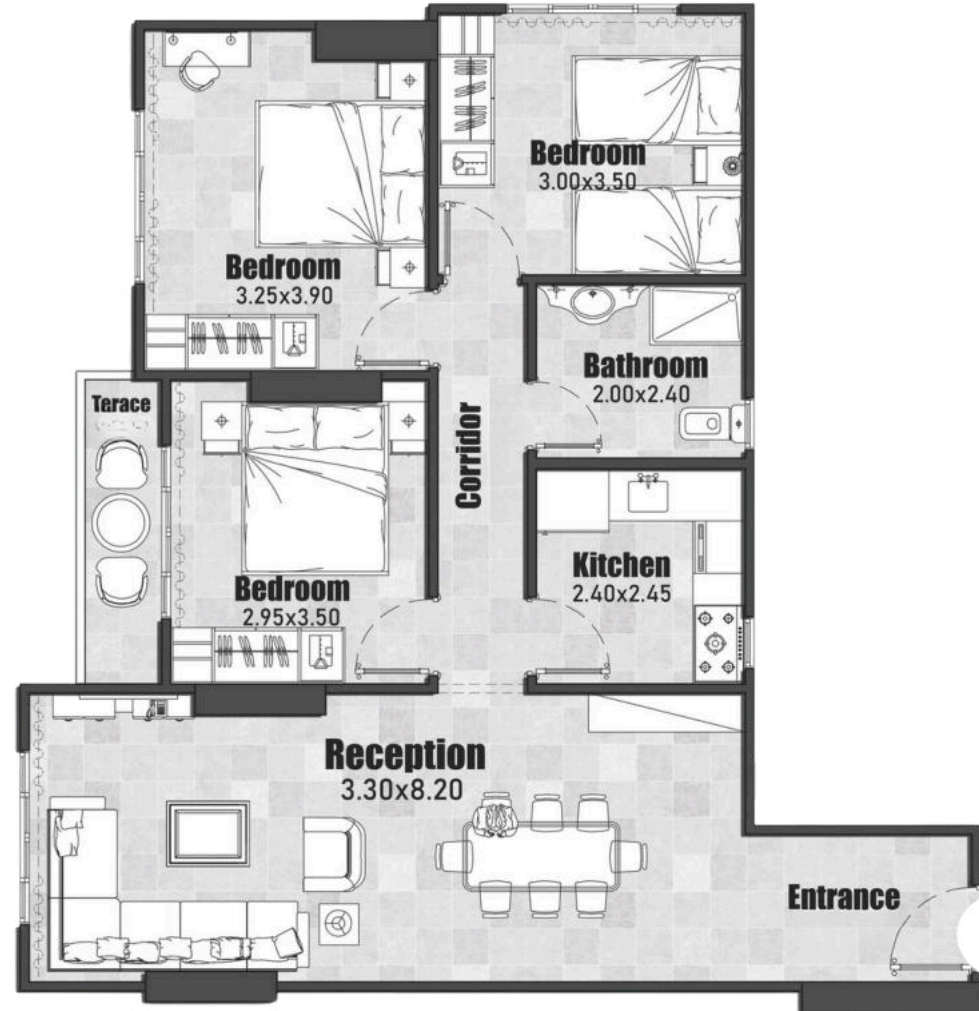 Bedroom
3.00x3.50
Bedroom
3.25x3.90
Bathroom
2.00x2.40
Terace
Corridor
Kitchen
2.40x2.45
Bedroom
2.95x3.50
Reception
3.30x8.20
Entrance